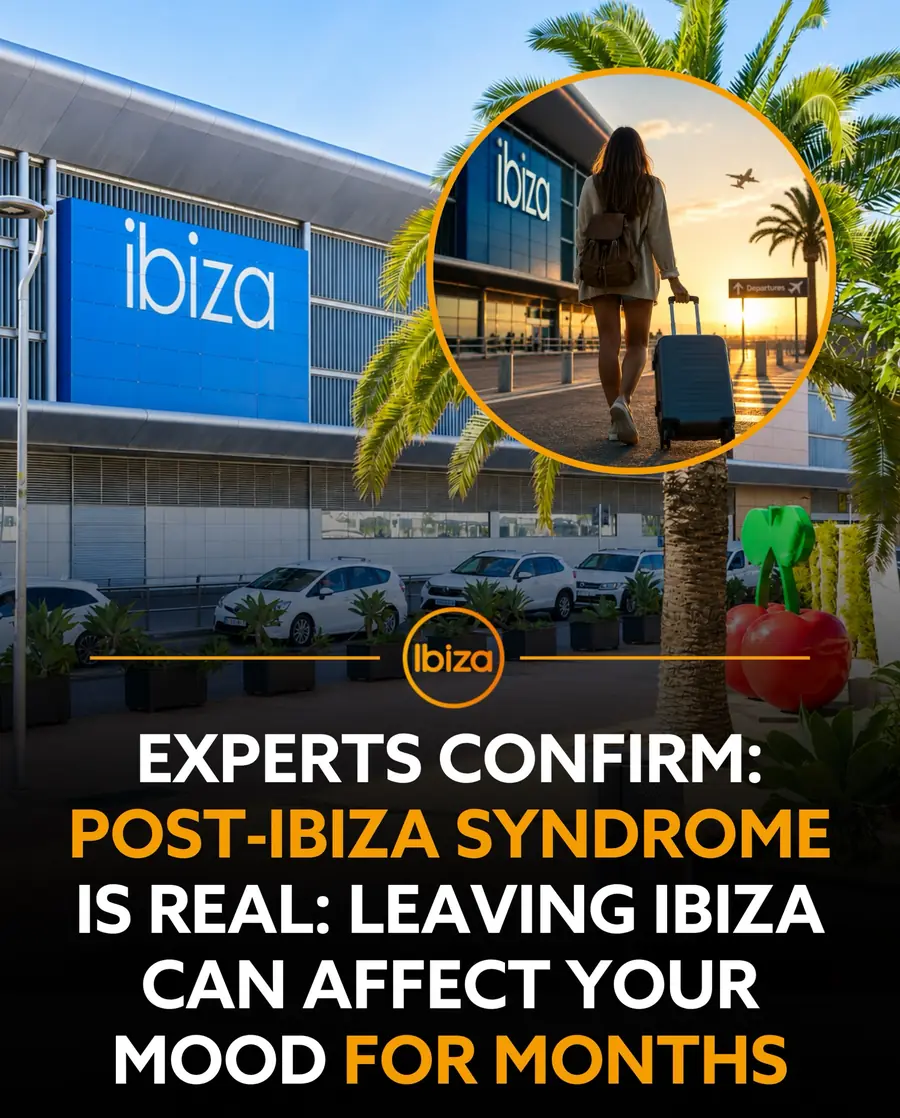 ibiza
ibiza
Departures
Ibiza
EXPERTS CONFIRM:
POST-IBIZA SYNDROME
IS REAL: LEAVING IBIZA
CAN AFFECT YOUR
MOOD FOR MONTHS